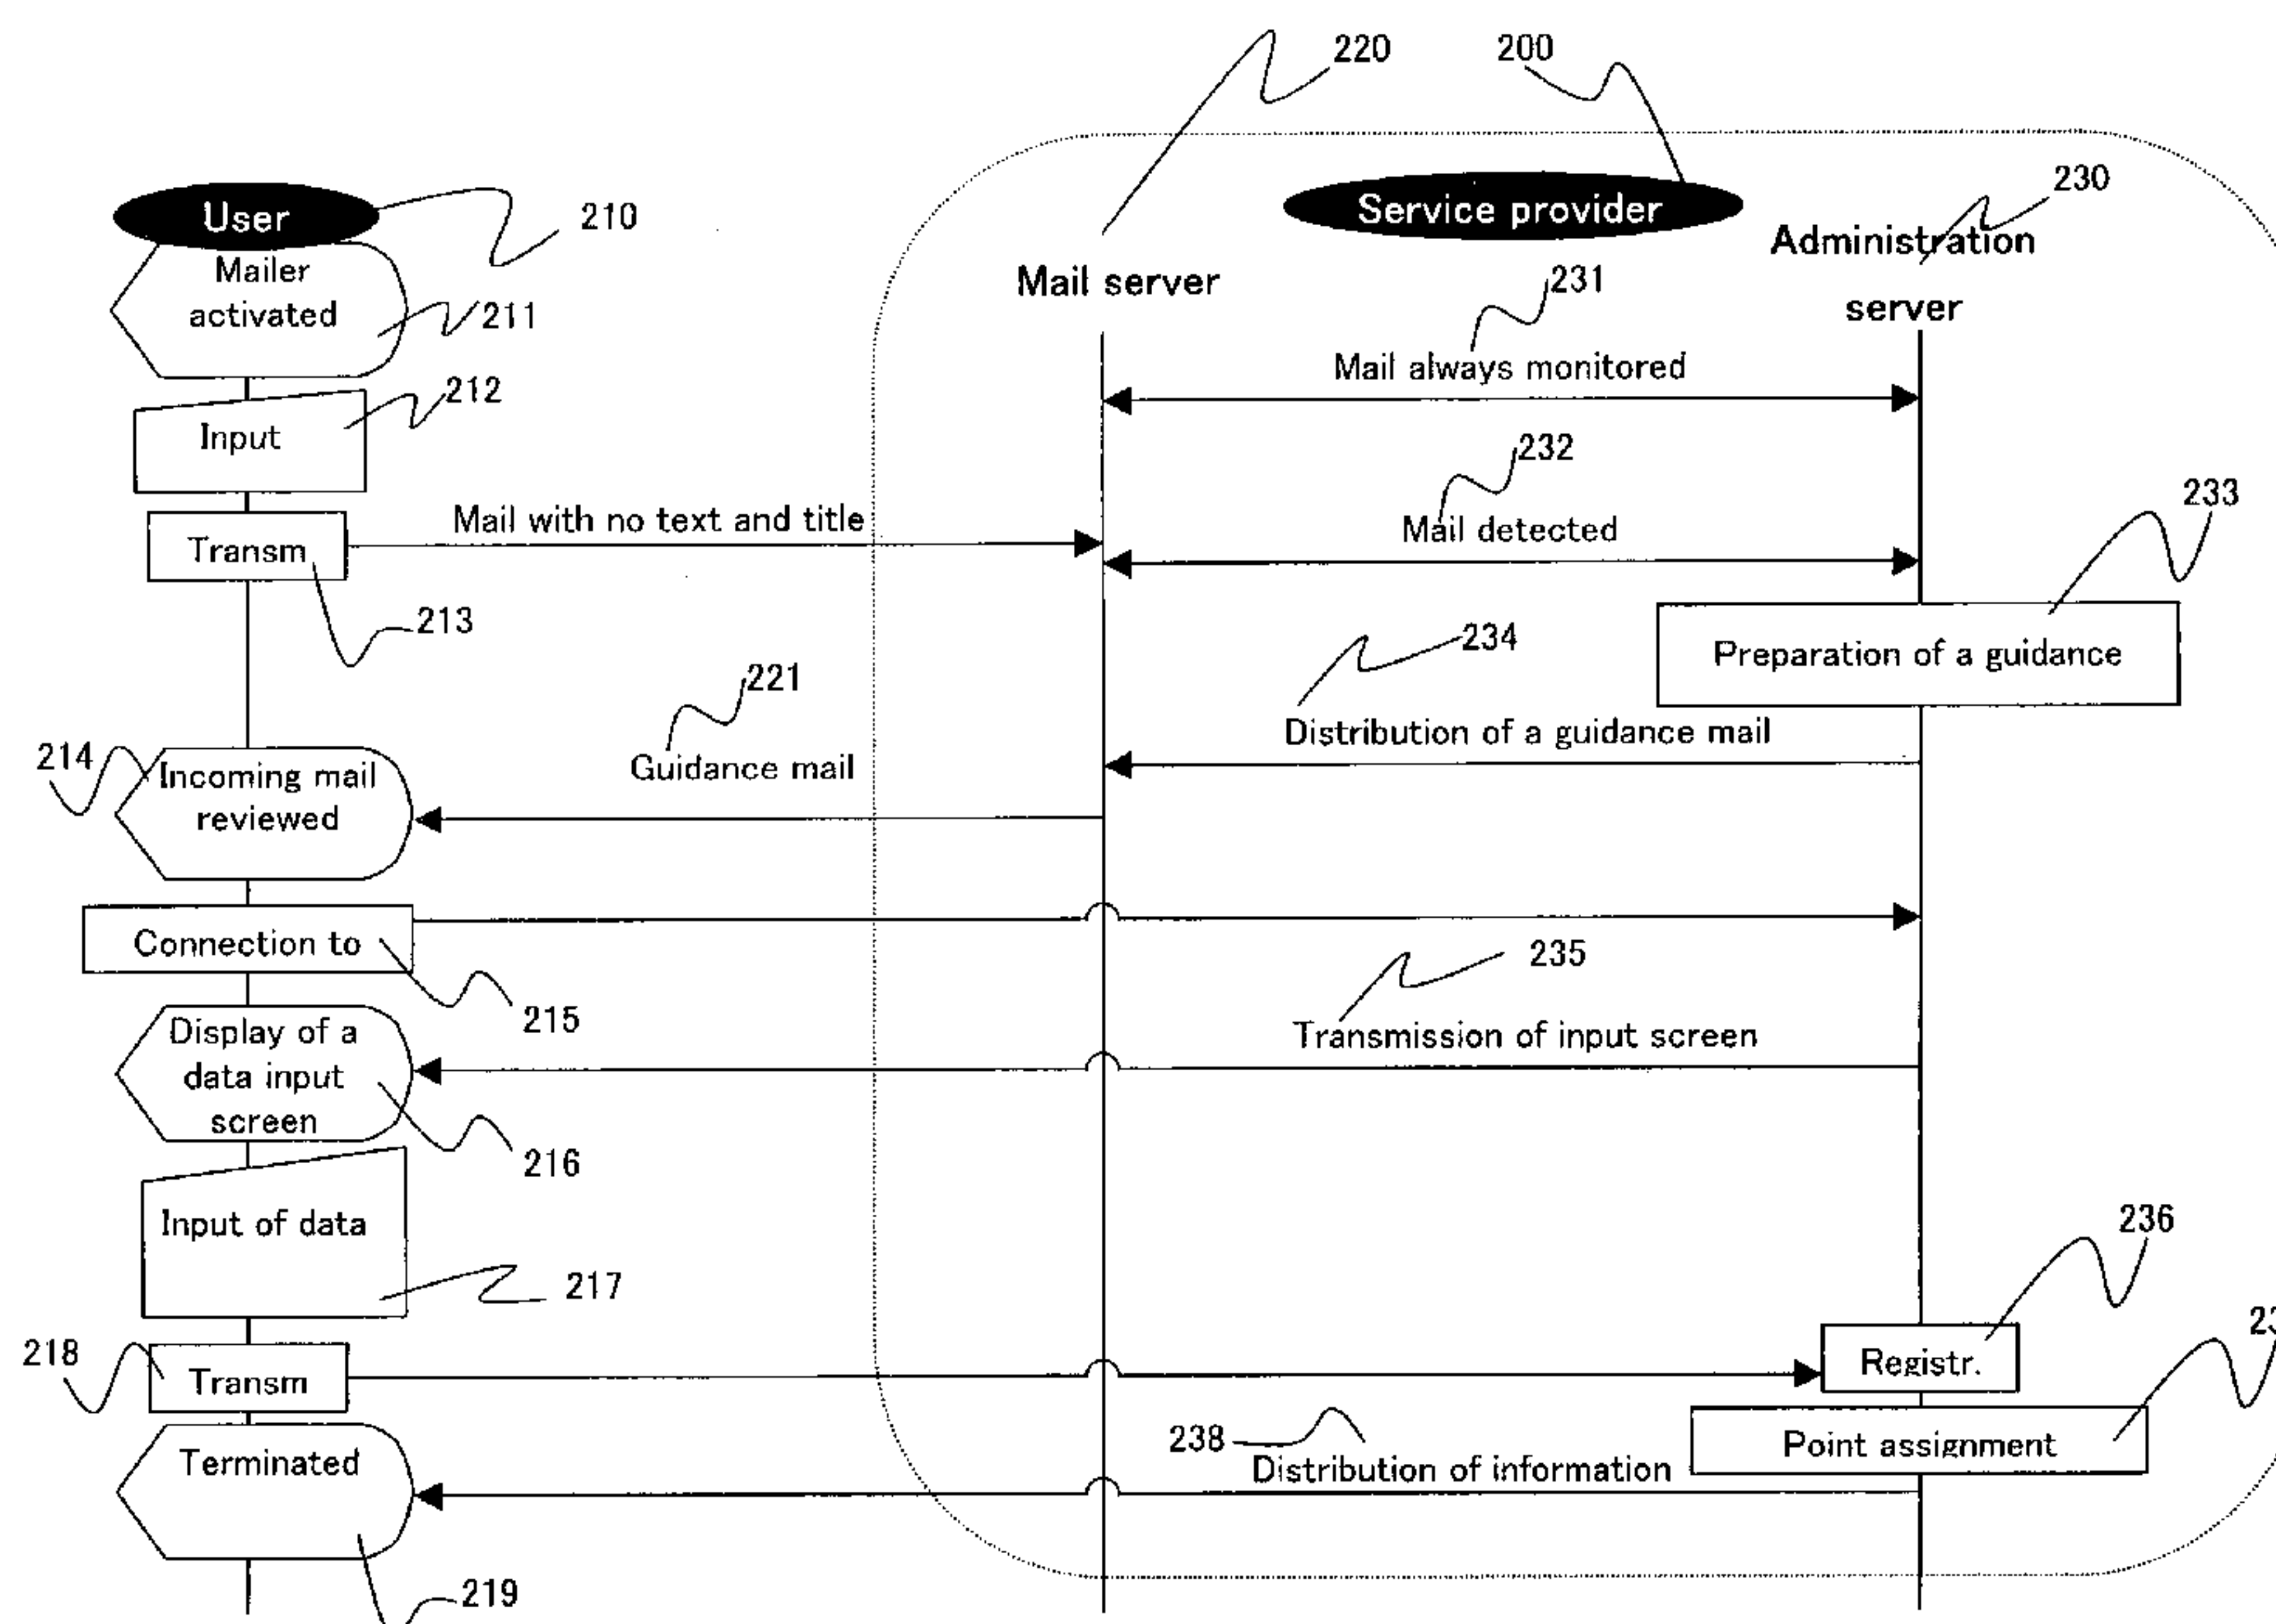 220
200
230
User
210
Service provider
Administration
server
Mail server
Mailer
activated
211
231
Mail always monitored
212
Input
232
Mail detected
233
Mail with no text and title
Transm
213
234
Preparation of a guidance
221
Distribution of a guidance mail
214
Incoming mail
reviewed
Guidance mail
Connection to
215
235
Transmission of input screen
Display of a
data input
screen
216
Input of data
217
236
218
Transm
Registr.
238
Distribution of information
Point assignment
Terminated
219